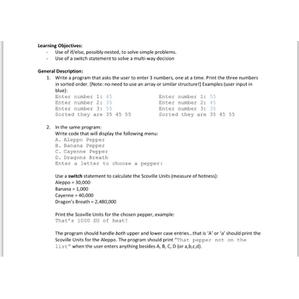 Learning Objectives:
- Use of if/else, possibly nested, to solve simple problems.
- Use of a switch statement to solve a multi-way decision
General Description:
1. Write a program that asks the user to enter 3 numbers, one at a time. Print the three numbers
in sorted order. [Note: no need to use an array or similar structure!] Examples (user input in
blue):
Enter number 1: 45 Enter number 1: 55
Enter number 2: 35 Enter number 2: 45
Enter number 3: 55 Enter number 3: 35
Sorted they are 35 45 55 Sorted they are 35 45 55
2. In the same program:
Write code that will display the following menu:
A. Aleppo Pepper
B. Banana Pepper
C. Cayenne Pepper
D. Dragons Breath
Enter a letter to choose a pepper:
Use a switch statement to calculate the Scoville Units (measure of hotness):
Aleppo = 30,000
Banana = 1,000
Cayenne = 40,000
Dragon's Breath = 2,480,000
Print the Scoville Units for the chosen pepper, example:
That's 1000 SU of heat!
The program should handle both upper and lower case entries...that is 'A' or 'a' should print the
Scoville Units for the Aleppo. The program should print "That pepper not on the
list" when the user enters anything besides A, B, C, D (or a,b,c,d).